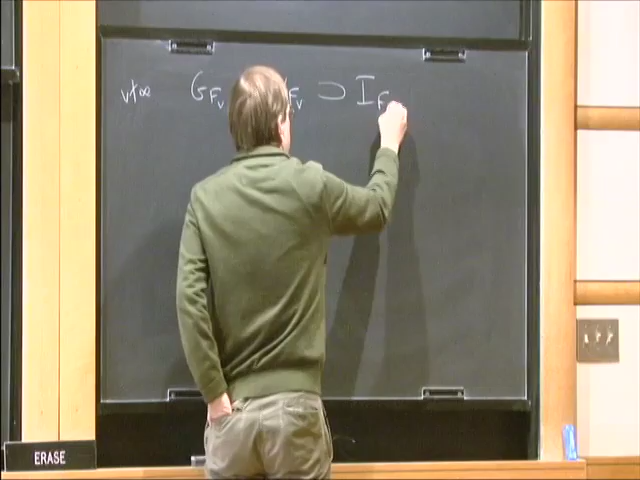 v∤∞ G_{F_v} F_v ⊃ I_F
ERASE